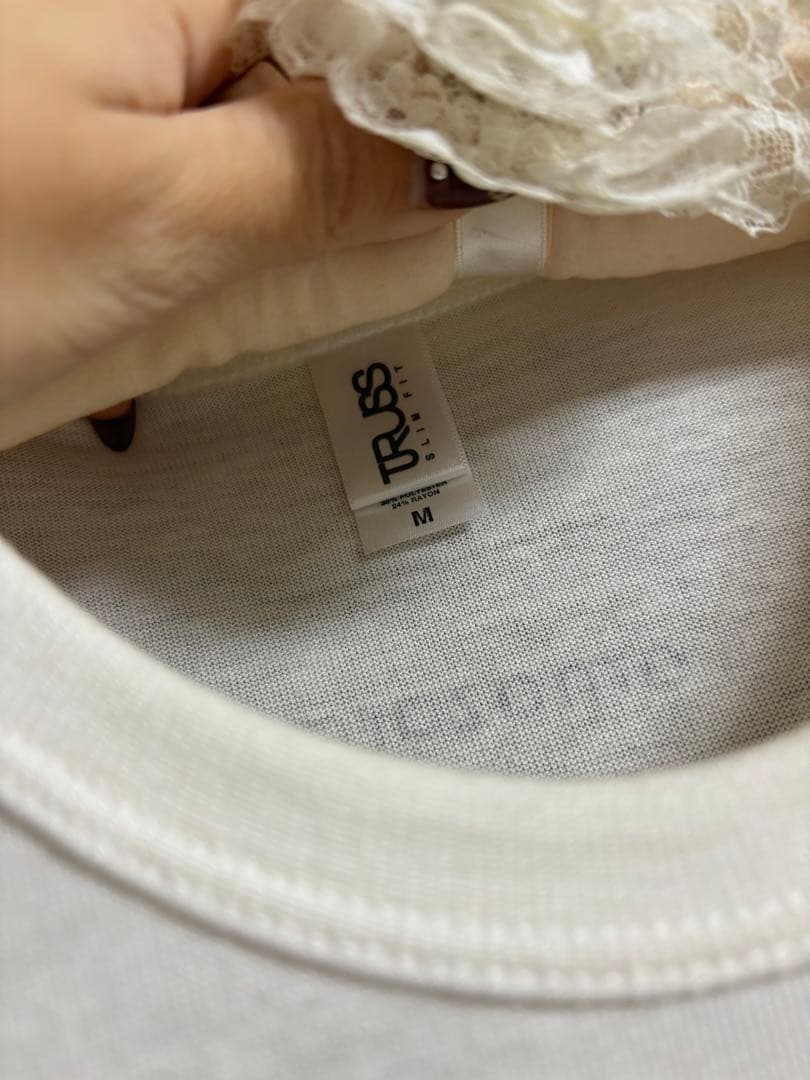 TRUSS
SLIM FIT
POLYESTER
24% RAYON
M